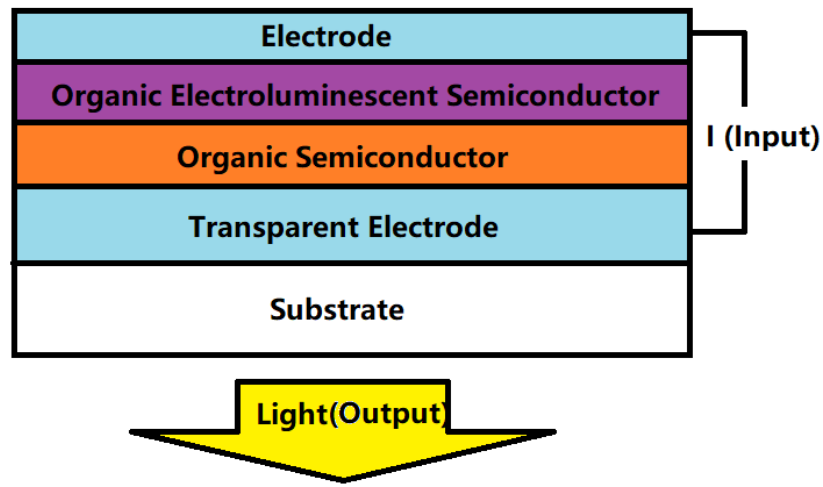 Electrode
Organic Electroluminescent Semiconductor
I (Input)
Organic Semiconductor
Transparent Electrode
Substrate
Light(Output)